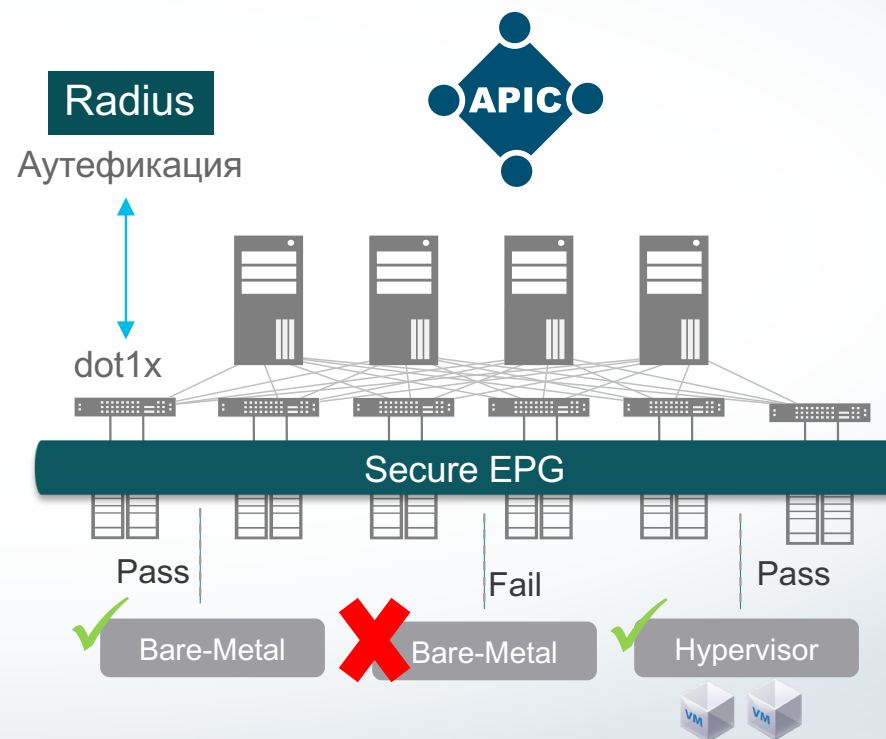 Radius
APIC
Аутефикация
dot1x
Secure EPG
Pass
Fail
Pass
Bare-Metal
Bare-Metal
Hypervisor
VM
VM